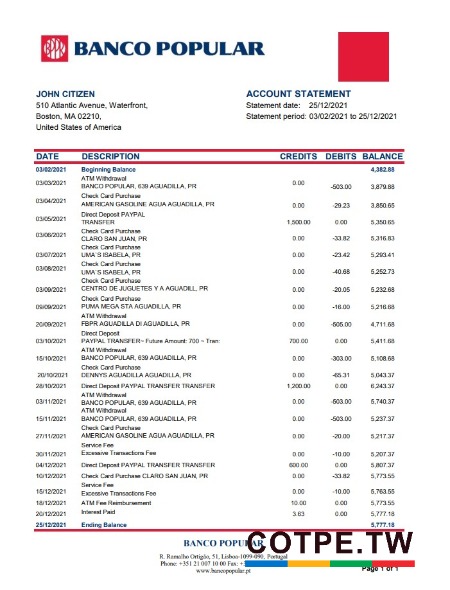 BANCO POPULAR
JOHN CITIZEN
510 Atlantic Avenue, Waterfront,
Boston, MA 02210,
United States of America
ACCOUNT STATEMENT
Statement date: 25/12/2021
Statement period: 03/02/2021 to 25/12/2021
DATE DESCRIPTION CREDITS DEBITS BALANCE
03/02/2021 Beginning Balance 4,382.88
ATM Withdrawal
03/03/2021 BANCO POPULAR, 639 AGUADILLA, PR 0.00 -503.00 3,879.88
Check Card Purchase
03/04/2021 AMERICAN GASOLINE AGUA AGUADILLA, PR 0.00 -29.23 3,850.65
Direct Deposit PAYPAL
03/05/2021 TRANSFER 1,500.00 0.00 5,350.65
Check Card Purchase
03/06/2021 CLARO SAN JUAN, PR 0.00 -33.82 5,316.83
Check Card Purchase
03/07/2021 UMA`S ISABELA, PR 0.00 -23.42 5,293.41
Check Card Purchase
03/08/2021 UMA`S ISABELA, PR 0.00 -40.68 5,252.73
Check Card Purchase
03/09/2021 CENTRO DE JUGUETES Y A AGUADILL, PR 0.00 -20.05 5,232.68
Check Card Purchase
09/09/2021 PUMA MEGA STA AGUADILLA, PR 0.00 -16.00 5,216.68
ATM Withdrawal
20/09/2021 FBPR AGUADILLA DI AGUADILLA, PR 0.00 -505.00 4,711.68
Direct Deposit
03/10/2021 PAYPAL TRANSFER~ Future Amount: 700 ~ Tran: 700.00 0.00 5,411.68
ATM Withdrawal
15/10/2021 BANCO POPULAR, 639 AGUADILLA, PR 0.00 -303.00 5,108.68
Check Card Purchase
20/10/2021 DENNYS AGUADILLA AGUADILLA, PR 0.00 -65.31 5,043.37
28/10/2021 Direct Deposit PAYPAL TRANSFER TRANSFER 1,200.00 0.00 6,243.37
ATM Withdrawal
03/11/2021 BANCO POPULAR, 639 AGUADILLA, PR 0.00 -503.00 5,740.37
ATM Withdrawal
15/11/2021 BANCO POPULAR, 639 AGUADILLA, PR 0.00 -503.00 5,237.37
Check Card Purchase
27/11/2021 AMERICAN GASOLINE AGUA AGUADILLA, PR 0.00 -20.00 5,217.37
Service Fee
30/11/2021 Excessive Transactions Fee 0.00 -10.00 5,207.37
04/12/2021 Direct Deposit PAYPAL TRANSFER TRANSFER 600.00 0.00 5,807.37
10/12/2021 Check Card Purchase CLARO SAN JUAN, PR 0.00 -33.82 5,773.55
Service Fee
16/12/2021 Excessive Transactions Fee 0.00 -10.00 5,763.55
18/12/2021 ATM Fee Reimbursement 10.00 0.00 5,773.55
20/12/2021 Interest Paid 3.63 0.00 5,777.18
25/12/2021 Ending Balance 5,777.18
BANCO POPULAR
COTPE.TW
R. Ramalho Ortigão, 51, Lisbon-1099-090, Portugal
Phone: +351 21 007 10 00 Fax:
www.bancopopular.pt
Page 1 of 1